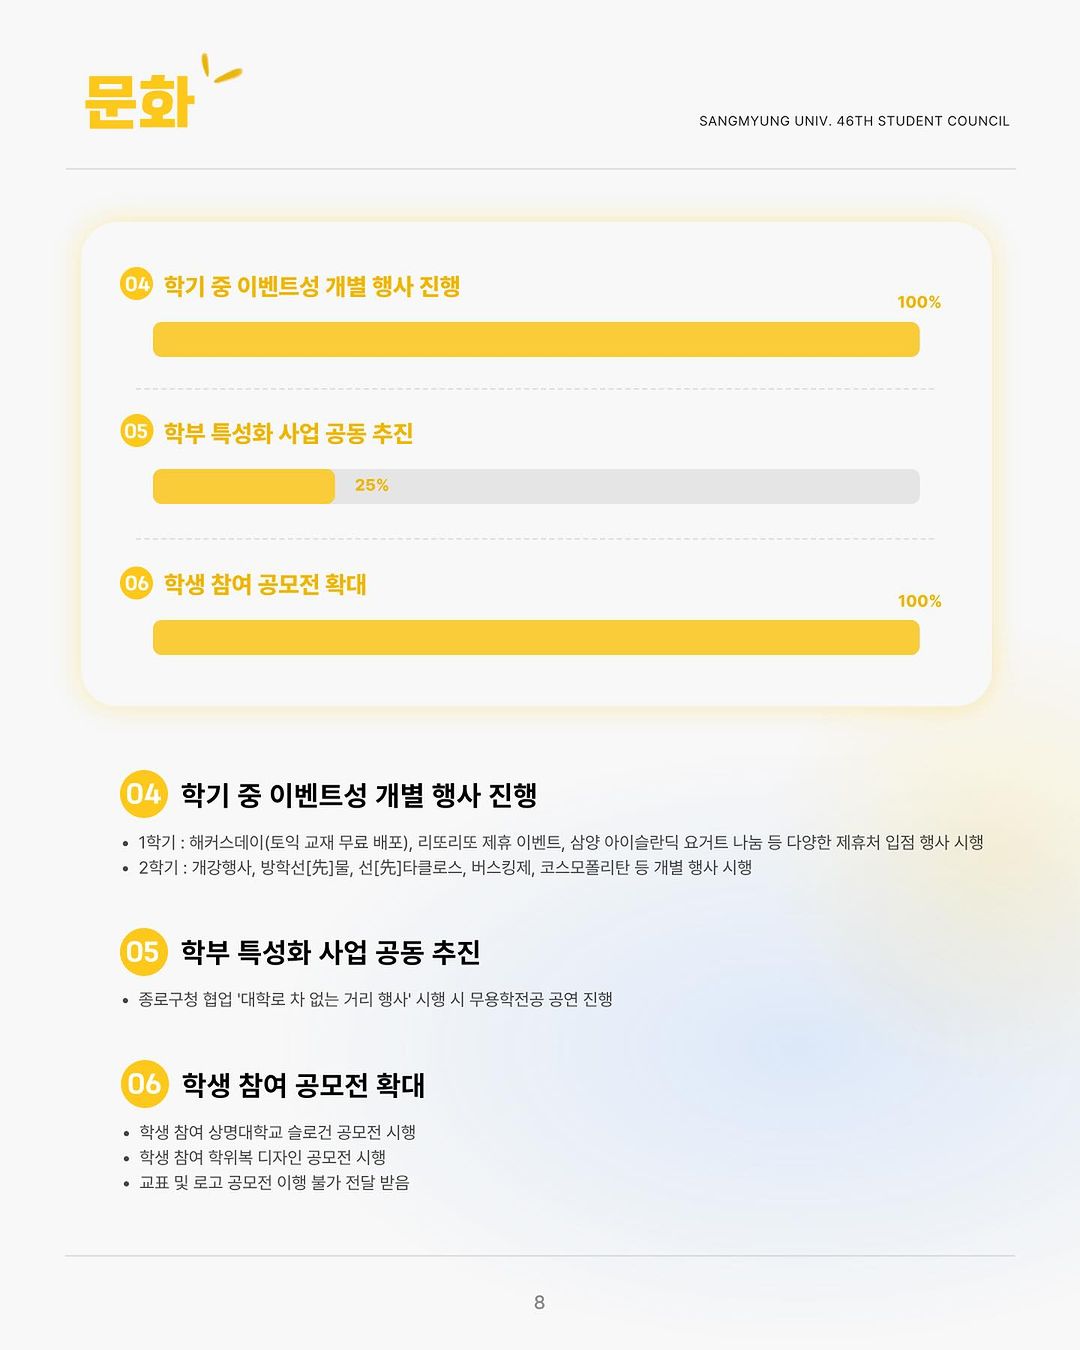 문화
SANGMYUNG UNIV. 46TH STUDENT COUNCIL
04 학기 중 이벤트성 개별 행사 진행
100%
05 학부 특성화 사업 공동 추진
25%
06 학생 참여 공모전 확대
100%
04 학기 중 이벤트성 개별 행사 진행
• 1학기 : 해커스데이(토익 교재 무료 배포), 리또리또 제휴 이벤트, 삼양 아이슬란딕 요거트 나눔 등 다양한 제휴처 입점 행사 시행
• 2학기 : 개강행사, 방학선[先]물, 선[先]타클로스, 버스킹제, 코스모폴리탄 등 개별 행사 시행
05 학부 특성화 사업 공동 추진
• 종로구청 협업 '대학로 차 없는 거리 행사' 시행 시 무용학전공 공연 진행
06 학생 참여 공모전 확대
• 학생 참여 상명대학교 슬로건 공모전 시행
• 학생 참여 학위복 디자인 공모전 시행
• 교표 및 로고 공모전 이행 불가 전달 받음
8